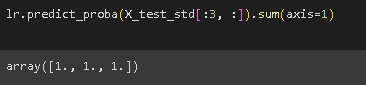 lr.predict_proba(X_test_std[:3, :]).sum(axis=1)
array([1., 1., 1.])